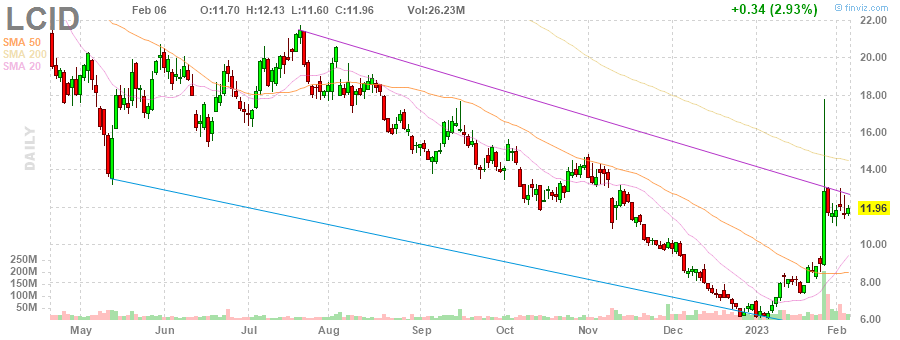 LCID Feb 06 O:11.70 H:12.13 L:11.60 C:11.96 Vol:26.23M +0.34 (2.93%) © finviz.com
SMA 50
SMA 200
SMA 20
DAILY
22.00
20.00
18.00
16.00
14.00
11.96
10.00
8.00
6.00
250M
200M
150M
100M
50M
May Jun Jul Aug Sep Oct Nov Dec 2023 Feb